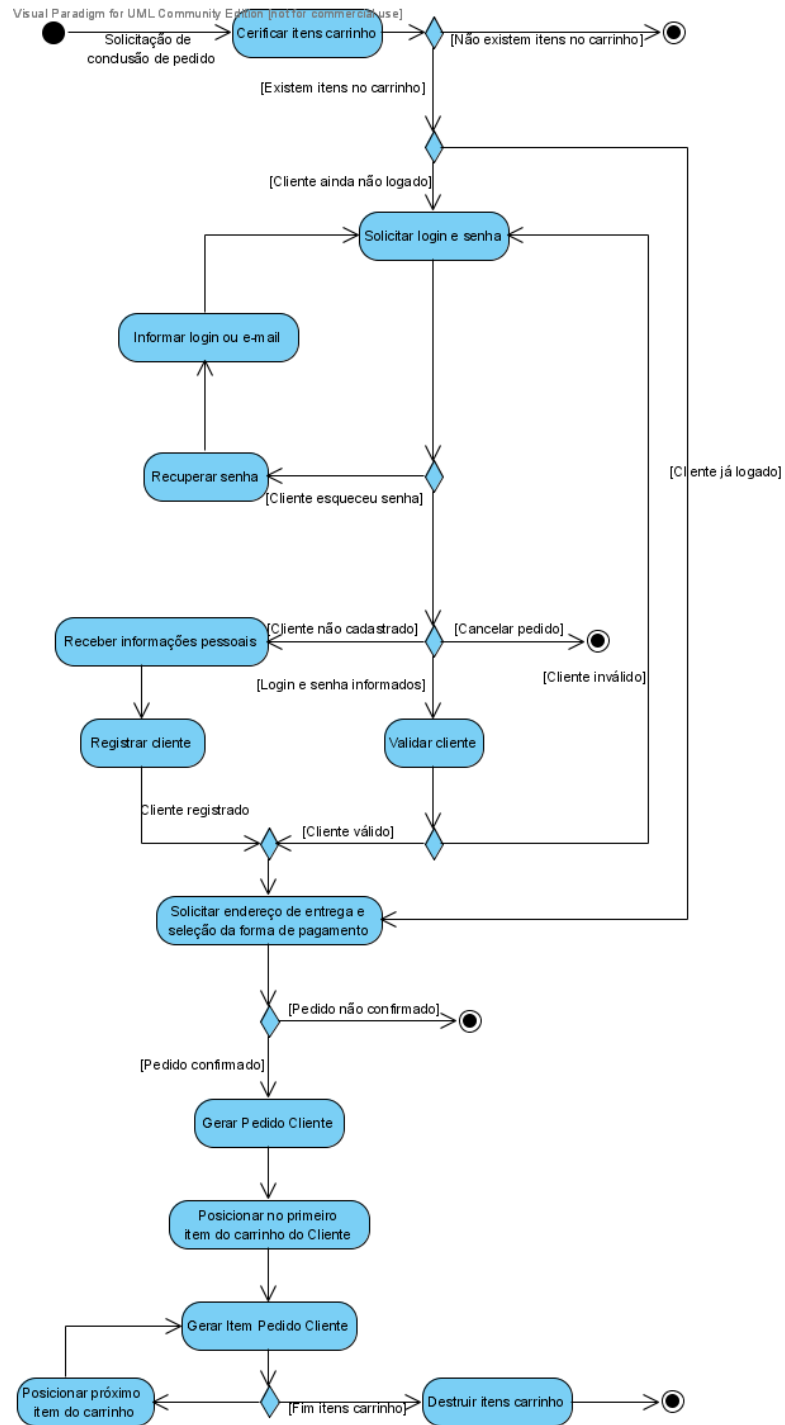 Visual Paradigm for UML Community Edition [not for commercial use]
Solicitação de
conclusão de pedido
Cerificar itens carrinho
[Não existem itens no carrinho]
[Existem itens no carrinho]
[Cliente ainda não logado]
Solicitar login e senha
Informar login ou e-mail
Recuperar senha
[Cliente esqueceu senha]
[Cliente já logado]
Receber informações pessoais
[Cliente não cadastrado]
[Cancelar pedido]
[Login e senha informados]
[Cliente inválido]
Registrar cliente
Validar cliente
Cliente registrado
[Cliente válido]
Solicitar endereço de entrega e
seleção da forma de pagamento
[Pedido não confirmado]
[Pedido confirmado]
Gerar Pedido Cliente
Posicionar no primeiro
item do carrinho do Cliente
Gerar Item Pedido Cliente
Posicionar próximo
item do carrinho
[Fim itens carrinho]
Destruir itens carrinho